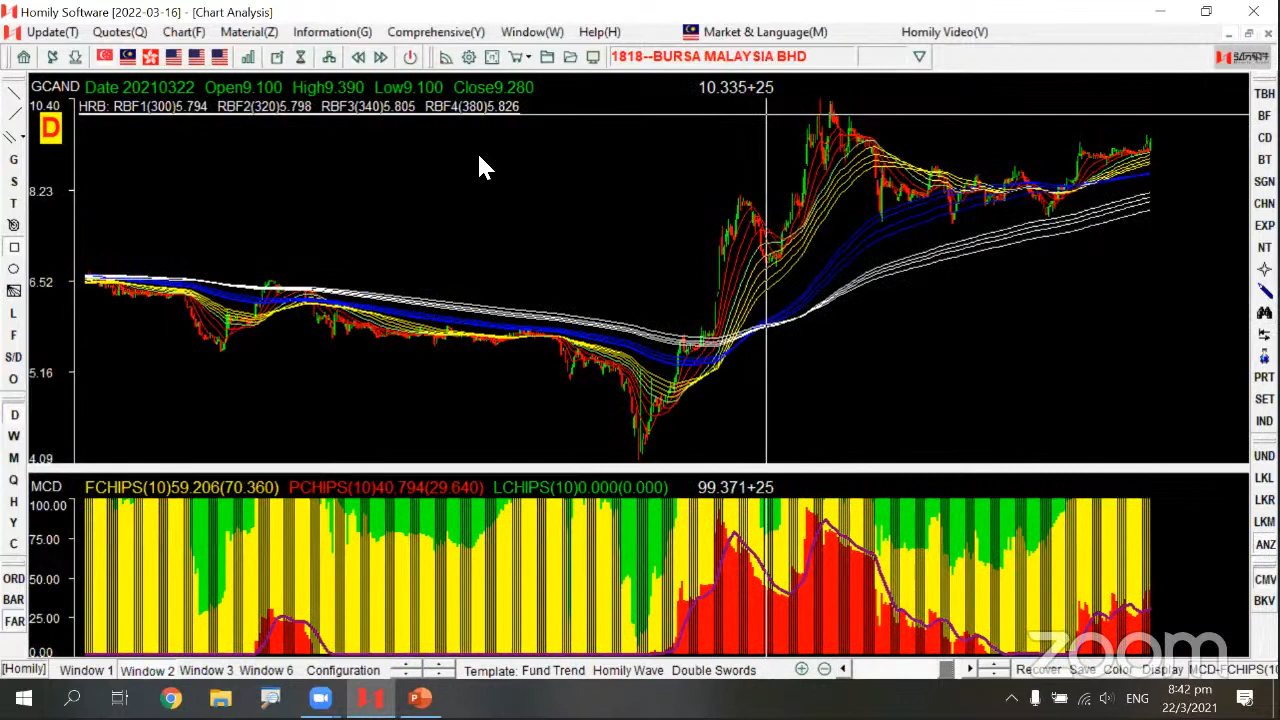 Homily Software [2022-03-16] - [Chart Analysis]
Update(T) Quotes(Q) Chart(F) Material(Z) Information(G) Comprehensive(Y) Window(W) Help(H) Market & Language(M) Homily Video(V)
1818--BURSA MALAYSIA BHD
GCAND Date 20210322 Open9.100 High9.390 Low9.100 Close9.280 10.335+25 TBH
10.40 HRB: RBF1(300)5.794 RBF2(320)5.798 RBF3(340)5.805 RBF4(380)5.826 BF
D CD
G BT
S 8.23 SGN
T CHN
EXP
NT
6.52
L
F
S/D 5.16
O PRT
SET
D IND
W
M 4.09 UND
Q MCD FCHIPS(10)59.206(70.360) PCHIPS(10)40.794(29.640) LCHIPS(10)0.000(0.000) 99.371+25 LKL
H 100.00 LKR
Y LKM
C 75.00 ANZ
ORD 50.00 CMV
BAR BKV
FAR 25.00
0.00
zoom
[Homily] Window 1 Window 2 Window 3 Window 6 Configuration Template: Fund Trend Homily Wave Double Swords Recover Save Color Display MCD-FCHIPS(10
ENG 8:42 pm
22/3/2021